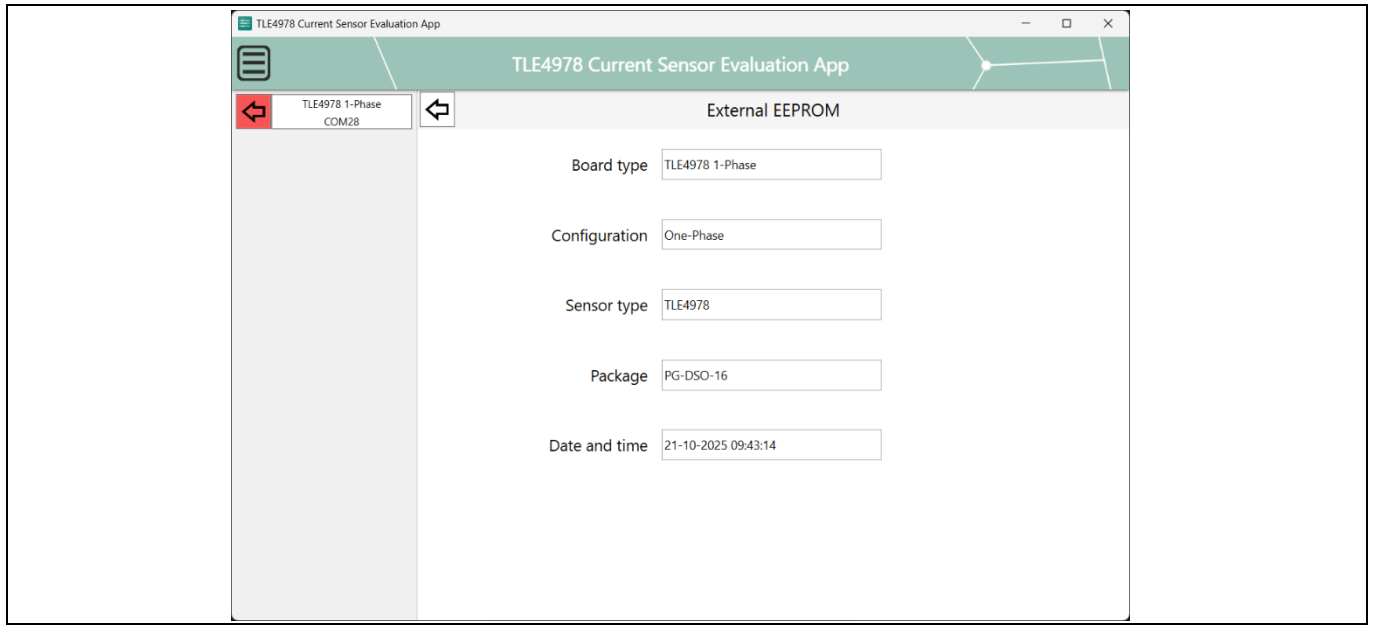 TLE4978 Current Sensor Evaluation App
TLE4978 Current Sensor Evaluation App
TLE4978 1-Phase
COM28
External EEPROM
Board type TLE4978 1-Phase
Configuration One-Phase
Sensor type TLE4978
Package PG-DSO-16
Date and time 21-10-2025 09:43:14